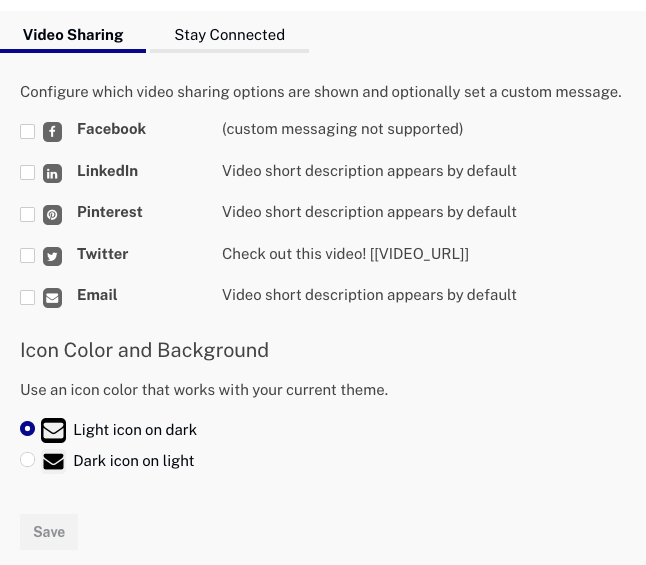 Video Sharing Stay Connected
Configure which video sharing options are shown and optionally set a custom message.
Facebook (custom messaging not supported)
LinkedIn Video short description appears by default
Pinterest Video short description appears by default
Twitter Check out this video! [[VIDEO_URL]]
Email Video short description appears by default
Icon Color and Background
Use an icon color that works with your current theme.
Light icon on dark
Dark icon on light
Save